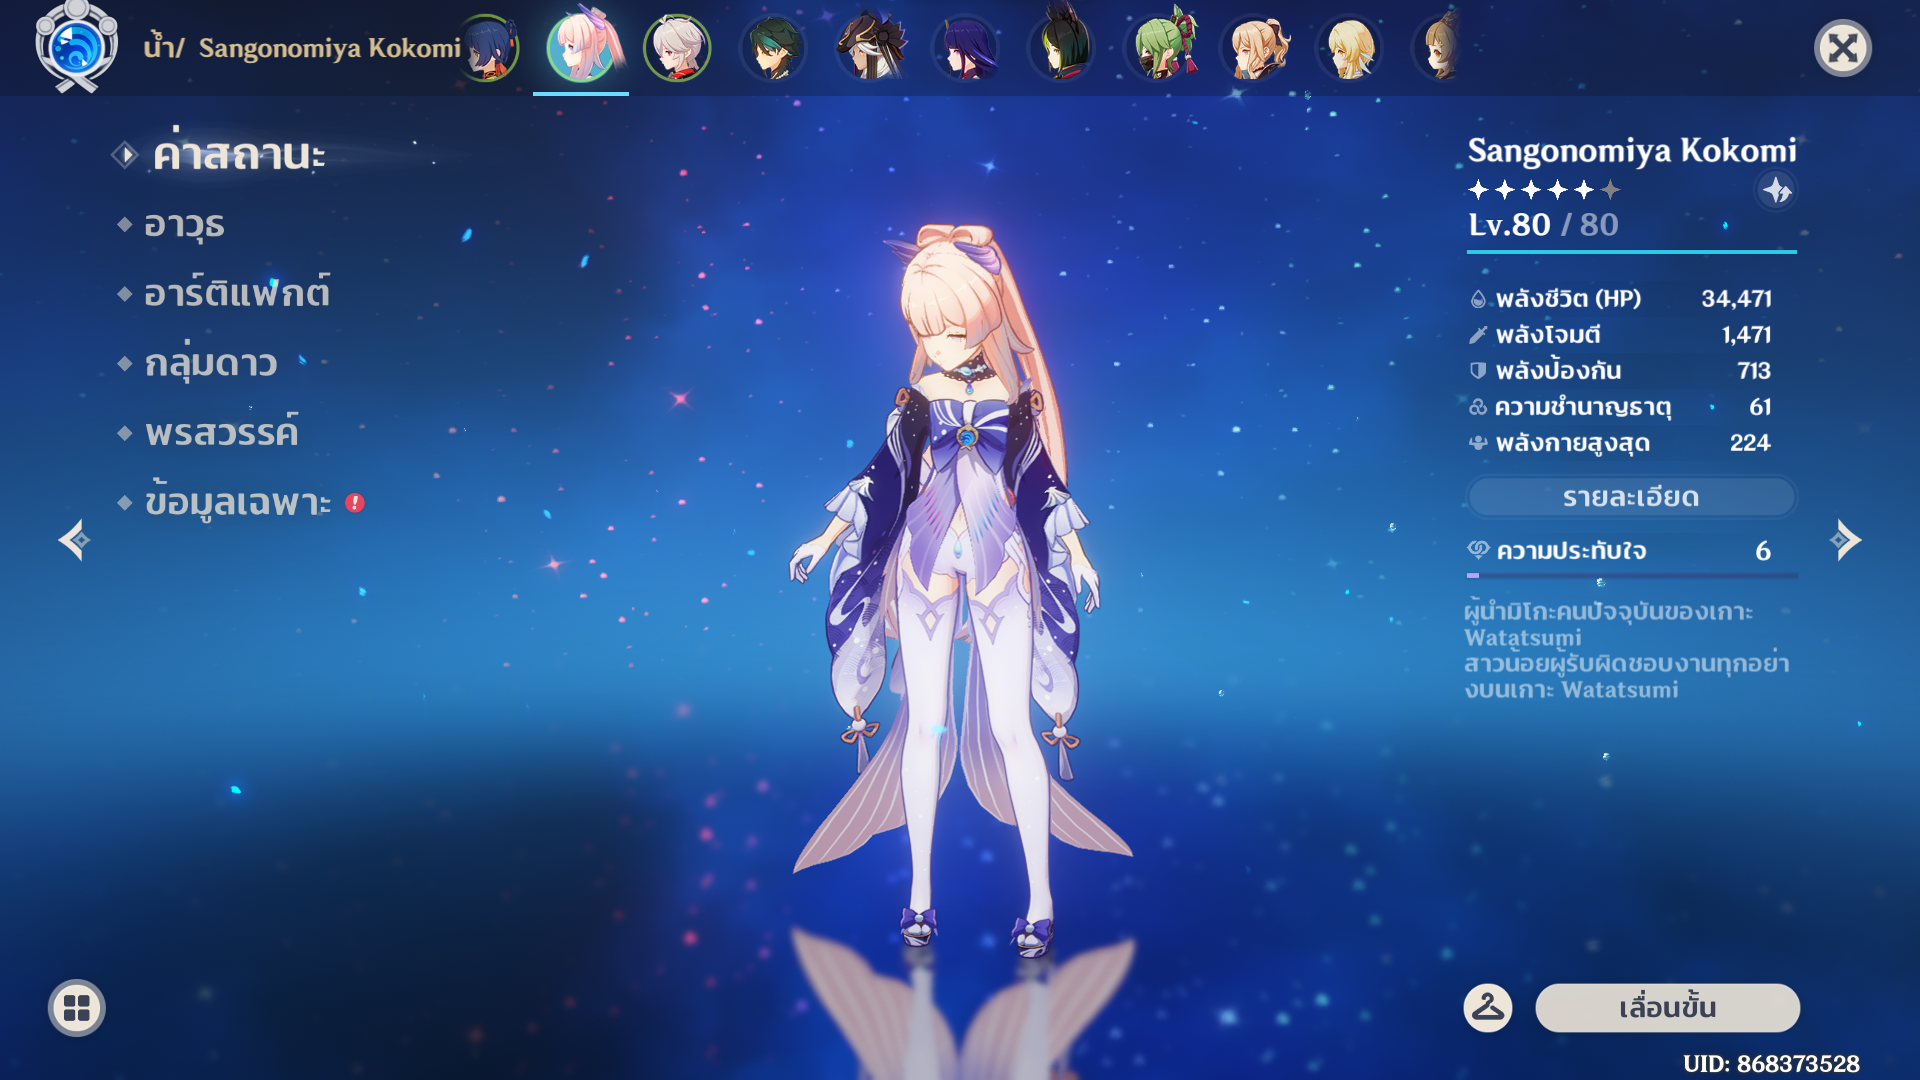 น้ำ/ Sangonomiya Kokomi
ค่าสถานะ
อาวุธ
อาร์ติแฟกต์
กลุ่มดาว
พรสวรรค์
ข้อมูลเฉพาะ
Sangonomiya Kokomi
Lv.80 / 80
พลังชีวิต (HP) 34,471
พลังโจมตี 1,471
พลังป้องกัน 713
ความชำนาญธาตุ 61
พลังกายสูงสุด 224
รายละเอียด
ความประทับใจ 6
ผู้นำมิโกะคนปัจจุบันของเกาะ
Watatsumi
สาวน้อยผู้รับผิดชอบงานทุกอย่า
งบนเกาะ Watatsumi
เลื่อนขั้น
UID: 868373528